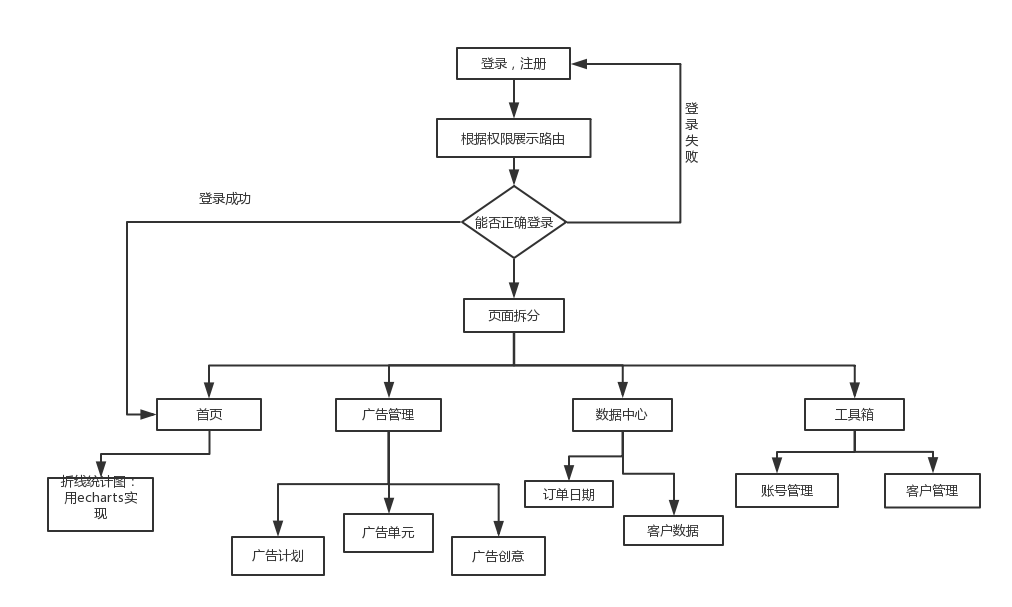 登录，注册
登
录
失
败
根据权限展示路由
登录成功
能否正确登录
页面拆分
首页
广告管理
数据中心
工具箱
折线统计图：
用echarts实
现
订单日期
账号管理
客户管理
广告单元
客户数据
广告计划
广告创意